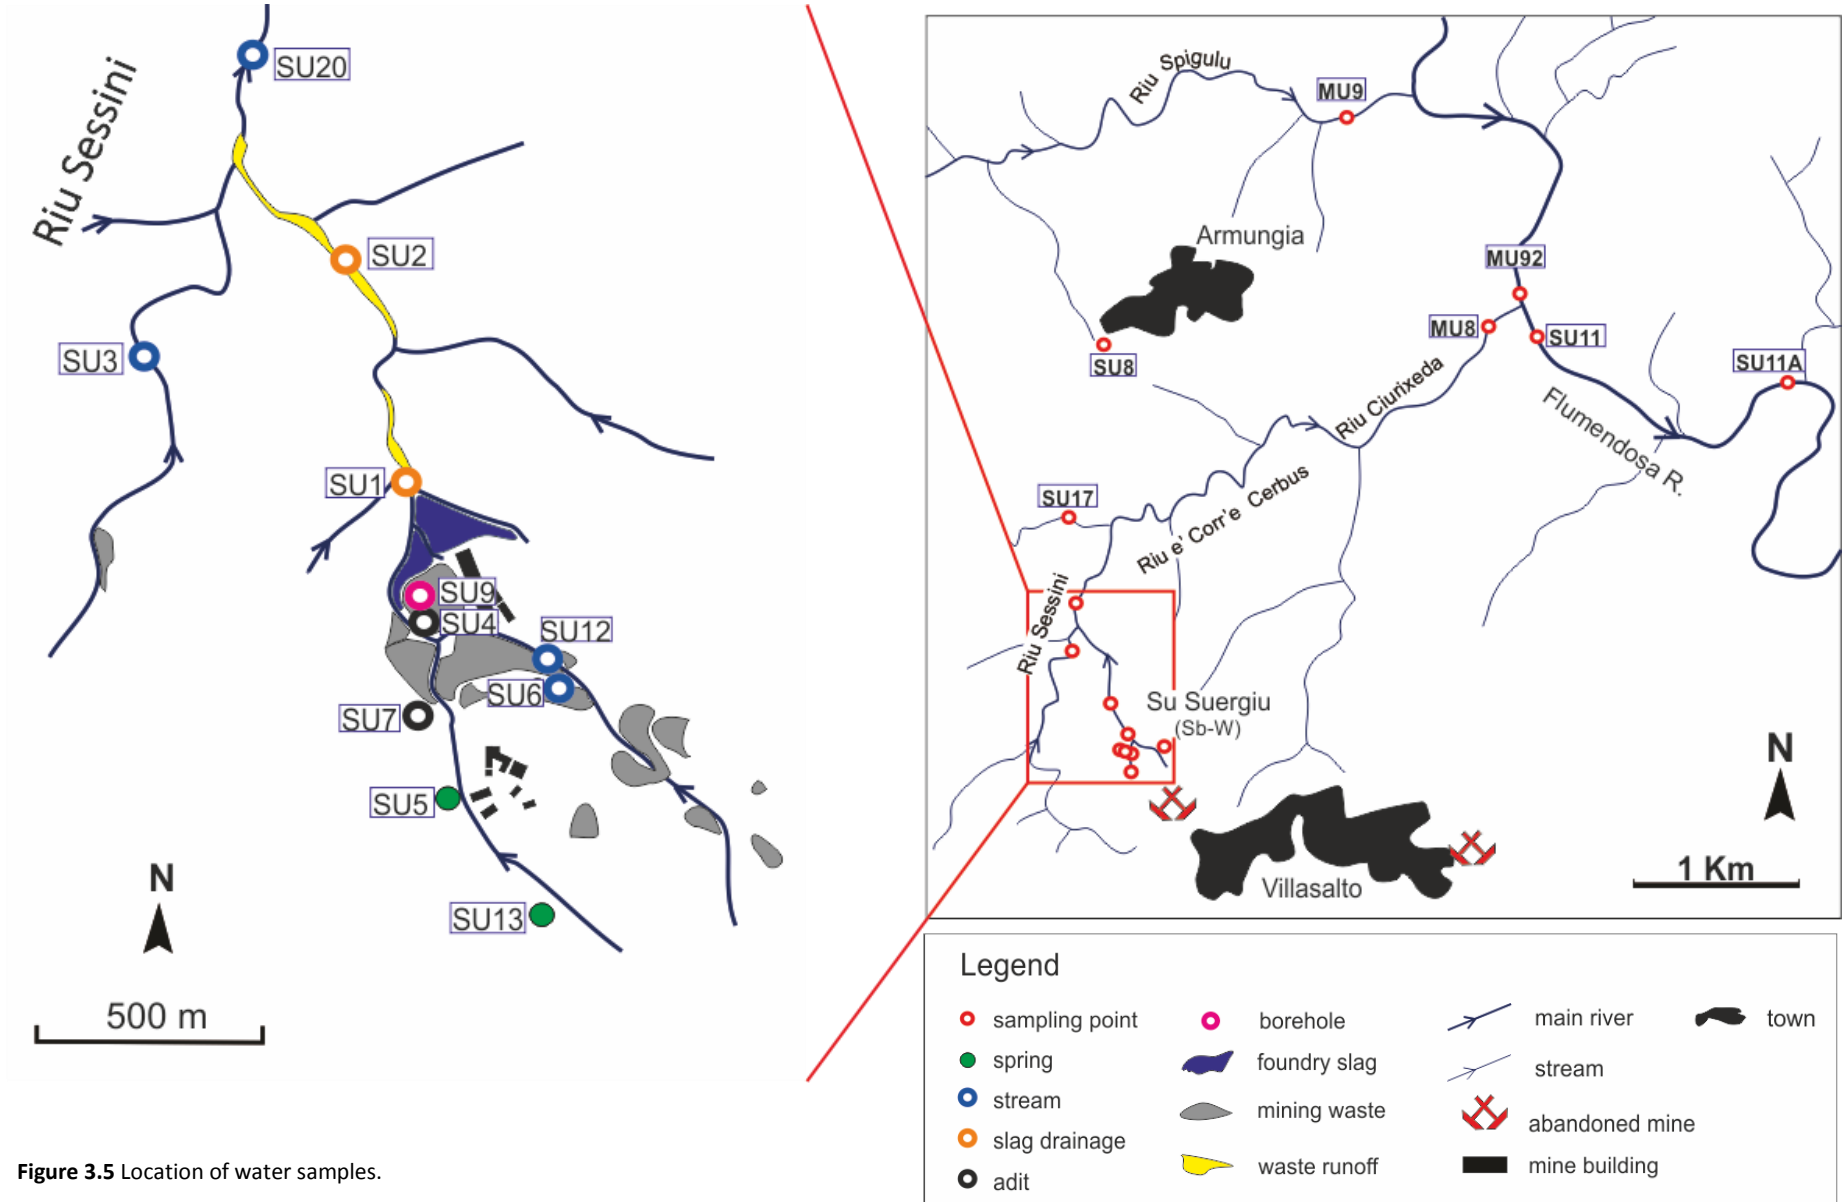 SU20
Riu Sessini
SU2
SU3
SU1
SU9
SU4
SU12
SU6
SU7
SU5
SU13
N
500 m
Riu Spigulu
MU9
Armungia
MU92
MU8
SU11
SU8
SU11A
Riu Ciurixeda
Flumendosa R.
SU17
Riu e' Corr'e Cerbus
Riu Sessini
Su Suergiu
(Sb-W)
N
1 Km
Villasalto
Legend
sampling point
spring
stream
slag drainage
adit
borehole
foundry slag
mining waste
waste runoff
main river
stream
abandoned mine
mine building
town
Figure 3.5 Location of water samples.